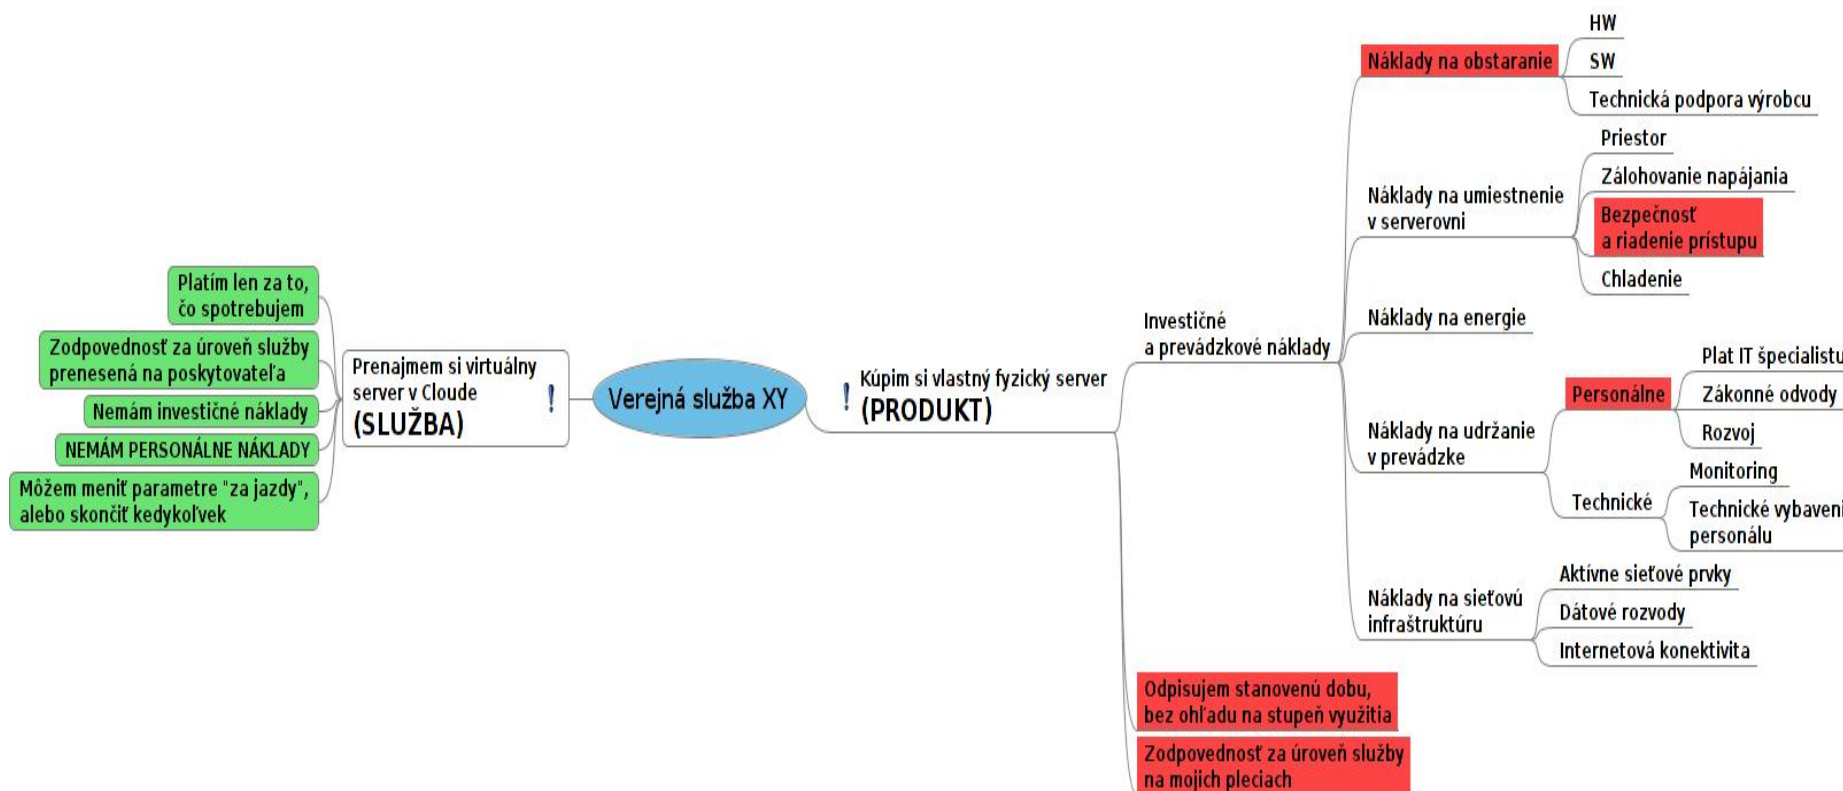 Platím len za to,
čo spotrebujem
Zodpovednosť za úroveň služby
prenesená na poskytovateľa
Nemám investičné náklady
NEMÁM PERSONÁLNE NÁKLADY
Môžem meniť parametre "za jazdy",
alebo skončiť kedykoľvek
Prenajmem si virtuálny
server v Cloude
(SLUŽBA)
!
Verejná služba XY
!
Kúpim si vlastný fyzický server
(PRODUKT)
Investičné
a prevádzkové náklady
Náklady na obstaranie
HW
SW
Technická podpora výrobcu
Náklady na umiestnenie
v serverovni
Priestor
Zálohovanie napájania
Bezpečnosť
a riadenie prístupu
Chladenie
Náklady na energie
Náklady na udržanie
v prevádzke
Personálne
Plat IT špecialistu
Zákonné odvody
Rozvoj
Technické
Monitoring
Technické vybaveni
personálu
Náklady na sieťovú
infraštruktúru
Aktívne sieťové prvky
Dátové rozvody
Internetová konektivita
Odpisujem stanovenú dobu,
bez ohľadu na stupeň využitia
Zodpovednosť za úroveň služby
na mojich pleciach